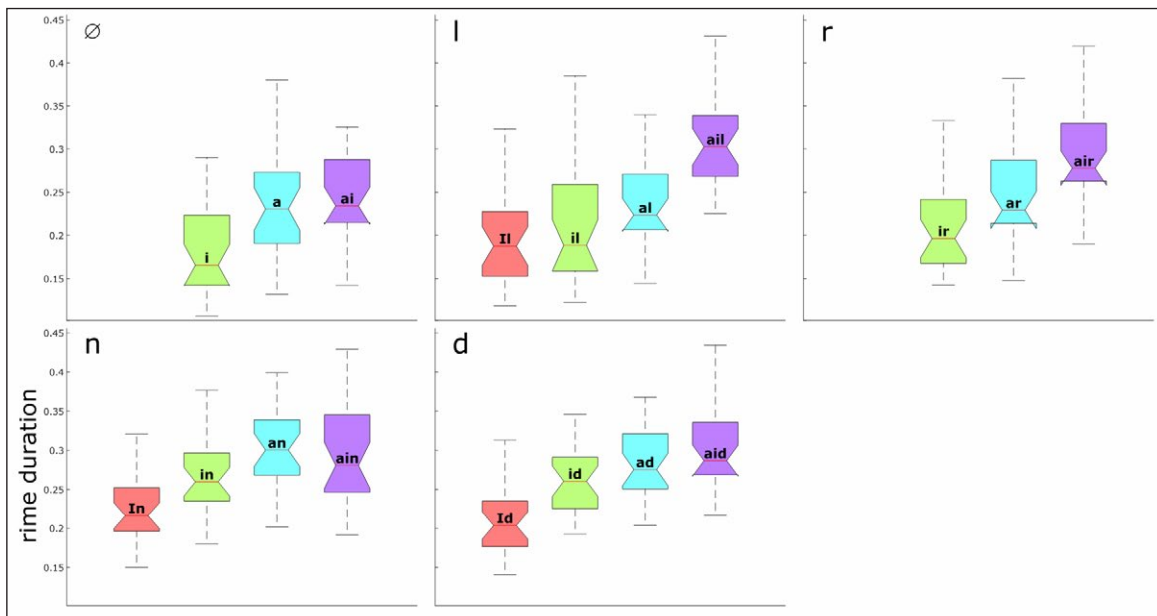 ∅
0.45
0.4
0.35
0.3
0.25
0.2
0.15
i
a
ai
l
Il
il
al
ail
r
ir
ar
air
rime duration
n
0.45
0.4
0.35
0.3
0.25
0.2
0.15
In
in
an
ain
d
Id
id
ad
aid